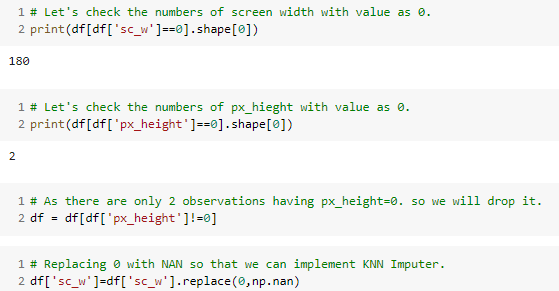 1 # Let's check the numbers of screen width with value as 0.
2 print(df[df['sc_w']==0].shape[0])
180
1 # Let's check the numbers of px_hieght with value as 0.
2 print(df[df['px_height']==0].shape[0])
2
1 # As there are only 2 observations having px_height=0. so we will drop it.
2 df = df[df['px_height']!=0]
1 # Replacing 0 with NAN so that we can implement KNN Imputer.
2 df['sc_w']=df['sc_w'].replace(0,np.nan)